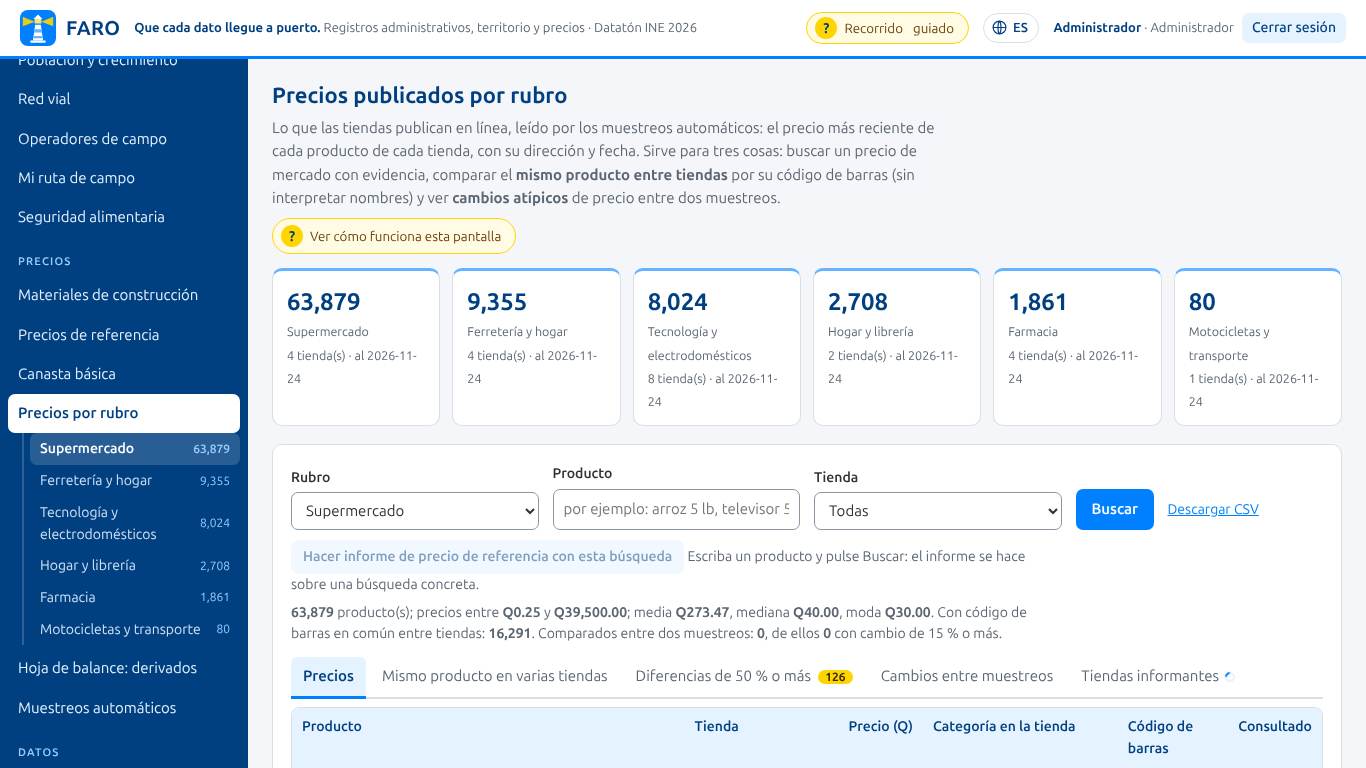 FARO
Que cada dato llegue a puerto. Registros administrativos, territorio y precios · Datatón INE 2026
? Recorrido guiado
ES
Administrador · Administrador
Cerrar sesión
Población y crecimiento
Red vial
Operadores de campo
Mi ruta de campo
Seguridad alimentaria
PRECIOS
Materiales de construcción
Precios de referencia
Canasta básica
Precios por rubro
Supermercado 63,879
Ferretería y hogar 9,355
Tecnología y
electrodomésticos 8,024
Hogar y librería 2,708
Farmacia 1,861
Motocicletas y transporte 80
Hoja de balance: derivados
Muestreos automáticos
DATOS
Precios publicados por rubro
Lo que las tiendas publican en línea, leído por los muestreos automáticos: el precio más reciente de
cada producto de cada tienda, con su dirección y fecha. Sirve para tres cosas: buscar un precio de
mercado con evidencia, comparar el mismo producto entre tiendas por su código de barras (sin
interpretar nombres) y ver cambios atípicos de precio entre dos muestreos.
? Ver cómo funciona esta pantalla
63,879
Supermercado
4 tienda(s) · al 2026-11-
24
9,355
Ferretería y hogar
4 tienda(s) · al 2026-11-
24
8,024
Tecnología y
electrodomésticos
8 tienda(s) · al 2026-11-
24
2,708
Hogar y librería
2 tienda(s) · al 2026-11-
24
1,861
Farmacia
4 tienda(s) · al 2026-11-
24
80
Motocicletas y
transporte
1 tienda(s) · al 2026-11-
24
Rubro
Supermercado
Producto
por ejemplo: arroz 5 lb, televisor 5
Tienda
Todas
Buscar
Descargar CSV
Hacer informe de precio de referencia con esta búsqueda Escriba un producto y pulse Buscar: el informe se hace
sobre una búsqueda concreta.
63,879 producto(s); precios entre Q0.25 y Q39,500.00; media Q273.47, mediana Q40.00, moda Q30.00. Con código de
barras en común entre tiendas: 16,291. Comparados entre dos muestreos: 0, de ellos 0 con cambio de 15 % o más.
Precios
Mismo producto en varias tiendas
Diferencias de 50 % o más 126
Cambios entre muestreos
Tiendas informantes
Producto
Tienda
Precio (Q)
Categoría en la tienda
Código de
barras
Consultado